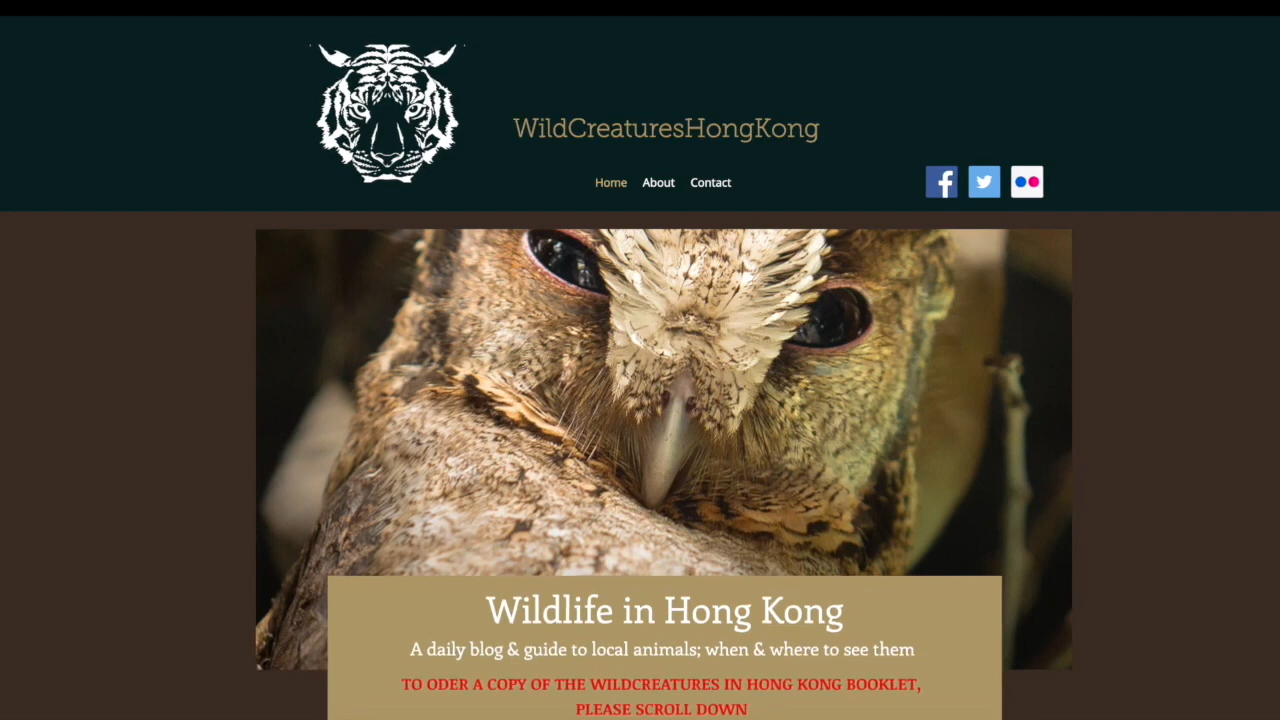 WildCreaturesHongKong
Home About Contact
Wildlife in Hong Kong
A daily blog & guide to local animals; when & where to see them
TO ODER A COPY OF THE WILDCREATURES IN HONG KONG BOOKLET,
PLEASE SCROLL DOWN